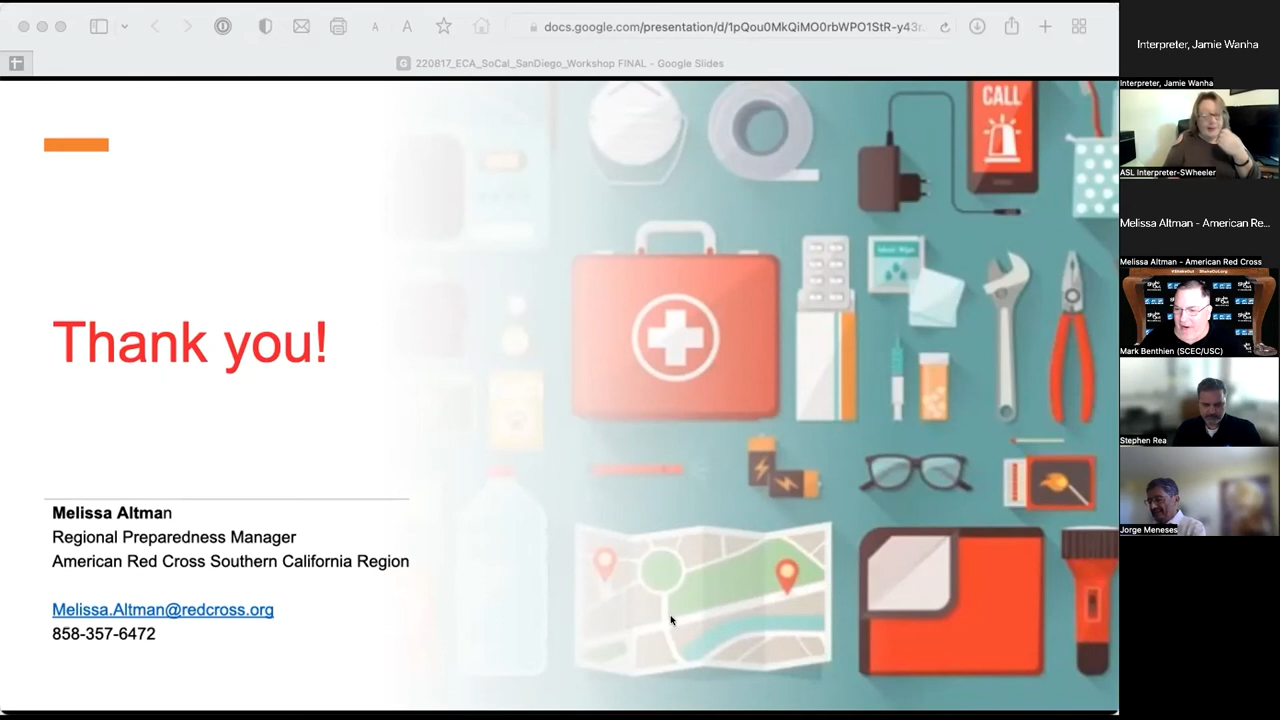 A A
docs.google.com/presentation/d/1pQou0MkQiMO0rbWPO1StR-y43r
220817_ECA_SoCal_SanDiego_Workshop FINAL - Google Slides
CALL
Thank you!
Melissa Altman
Regional Preparedness Manager
American Red Cross Southern California Region
Melissa.Altman@redcross.org
858-357-6472
Interpreter, Jamie Wanha
Interpreter, Jamie Wanha
ASL Interpreter-SWheeler
Melissa Altman - American Re...
Melissa Altman - American Red Cross
Mark Benthien (SCEC/USC)
Stephen Rea
Jorge Meneses